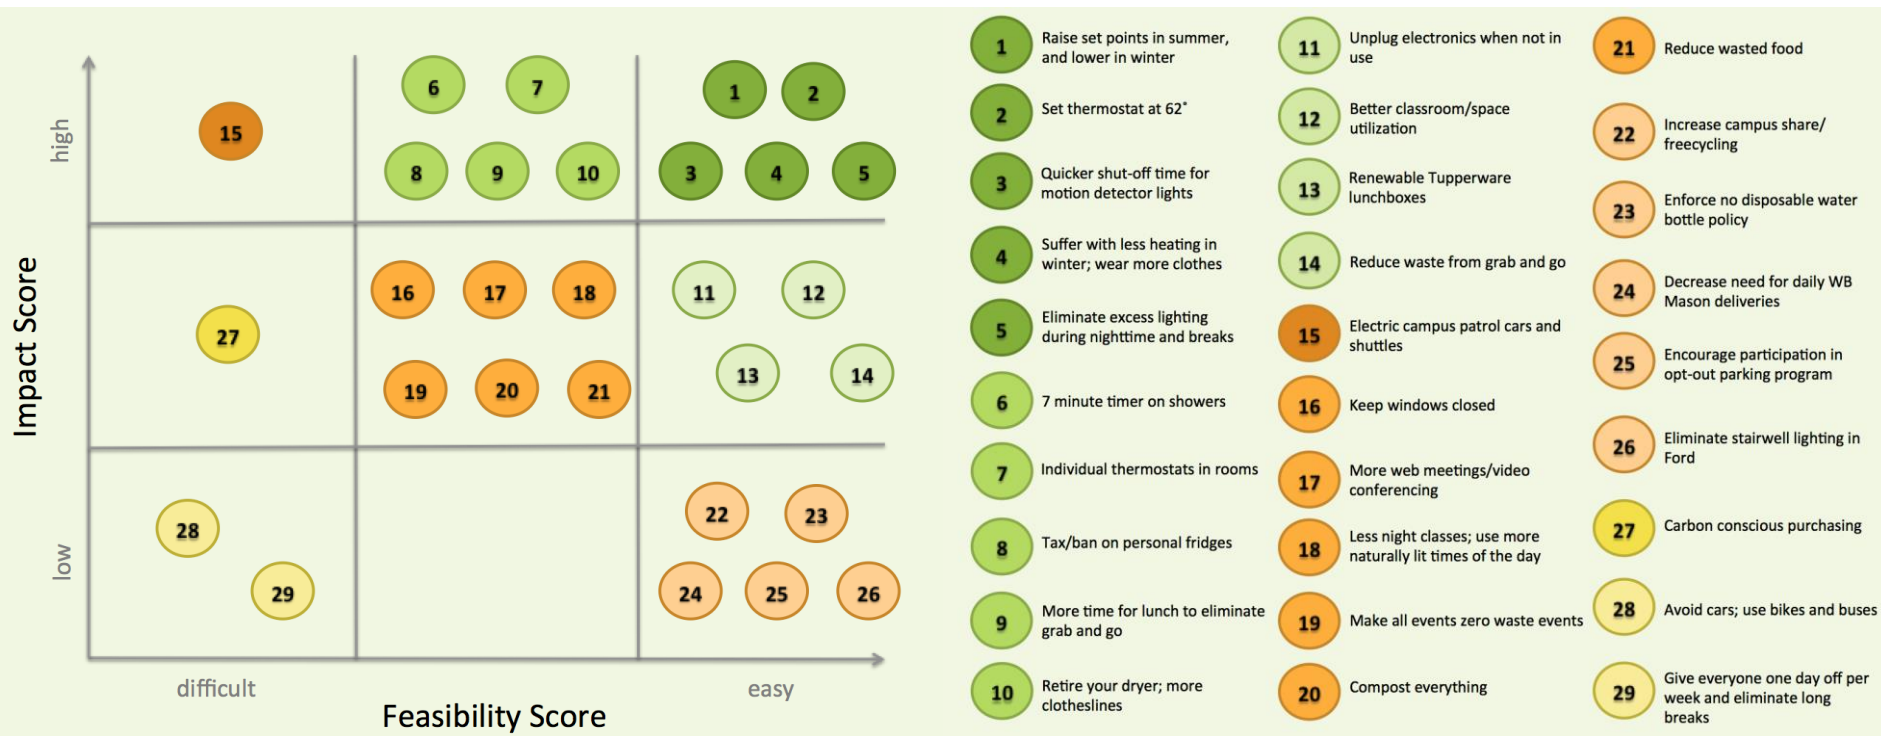 Impact Score
high
low
15
6
7
8
9
10
1
2
3
4
5
27
16
17
18
19
20
21
11
12
13
14
28
29
22
23
24
25
26
difficult
easy
Feasibility Score
1
Raise set points in summer,
and lower in winter
2
Set thermostat at 62˚
3
Quicker shut-off time for
motion detector lights
4
Suffer with less heating in
winter; wear more clothes
5
Eliminate excess lighting
during nighttime and breaks
6
7 minute timer on showers
7
Individual thermostats in rooms
8
Tax/ban on personal fridges
9
More time for lunch to eliminate
grab and go
10
Retire your dryer; more
clotheslines
11
Unplug electronics when not in
use
12
Better classroom/space
utilization
13
Renewable Tupperware
lunchboxes
14
Reduce waste from grab and go
15
Electric campus patrol cars and
shuttles
16
Keep windows closed
17
More web meetings/video
conferencing
18
Less night classes; use more
naturally lit times of the day
19
Make all events zero waste events
20
Compost everything
21
Reduce wasted food
22
Increase campus share/
freecycling
23
Enforce no disposable water
bottle policy
24
Decrease need for daily WB
Mason deliveries
25
Encourage participation in
opt-out parking program
26
Eliminate stairwell lighting in
Ford
27
Carbon conscious purchasing
28
Avoid cars; use bikes and buses
29
Give everyone one day off per
week and eliminate long
breaks